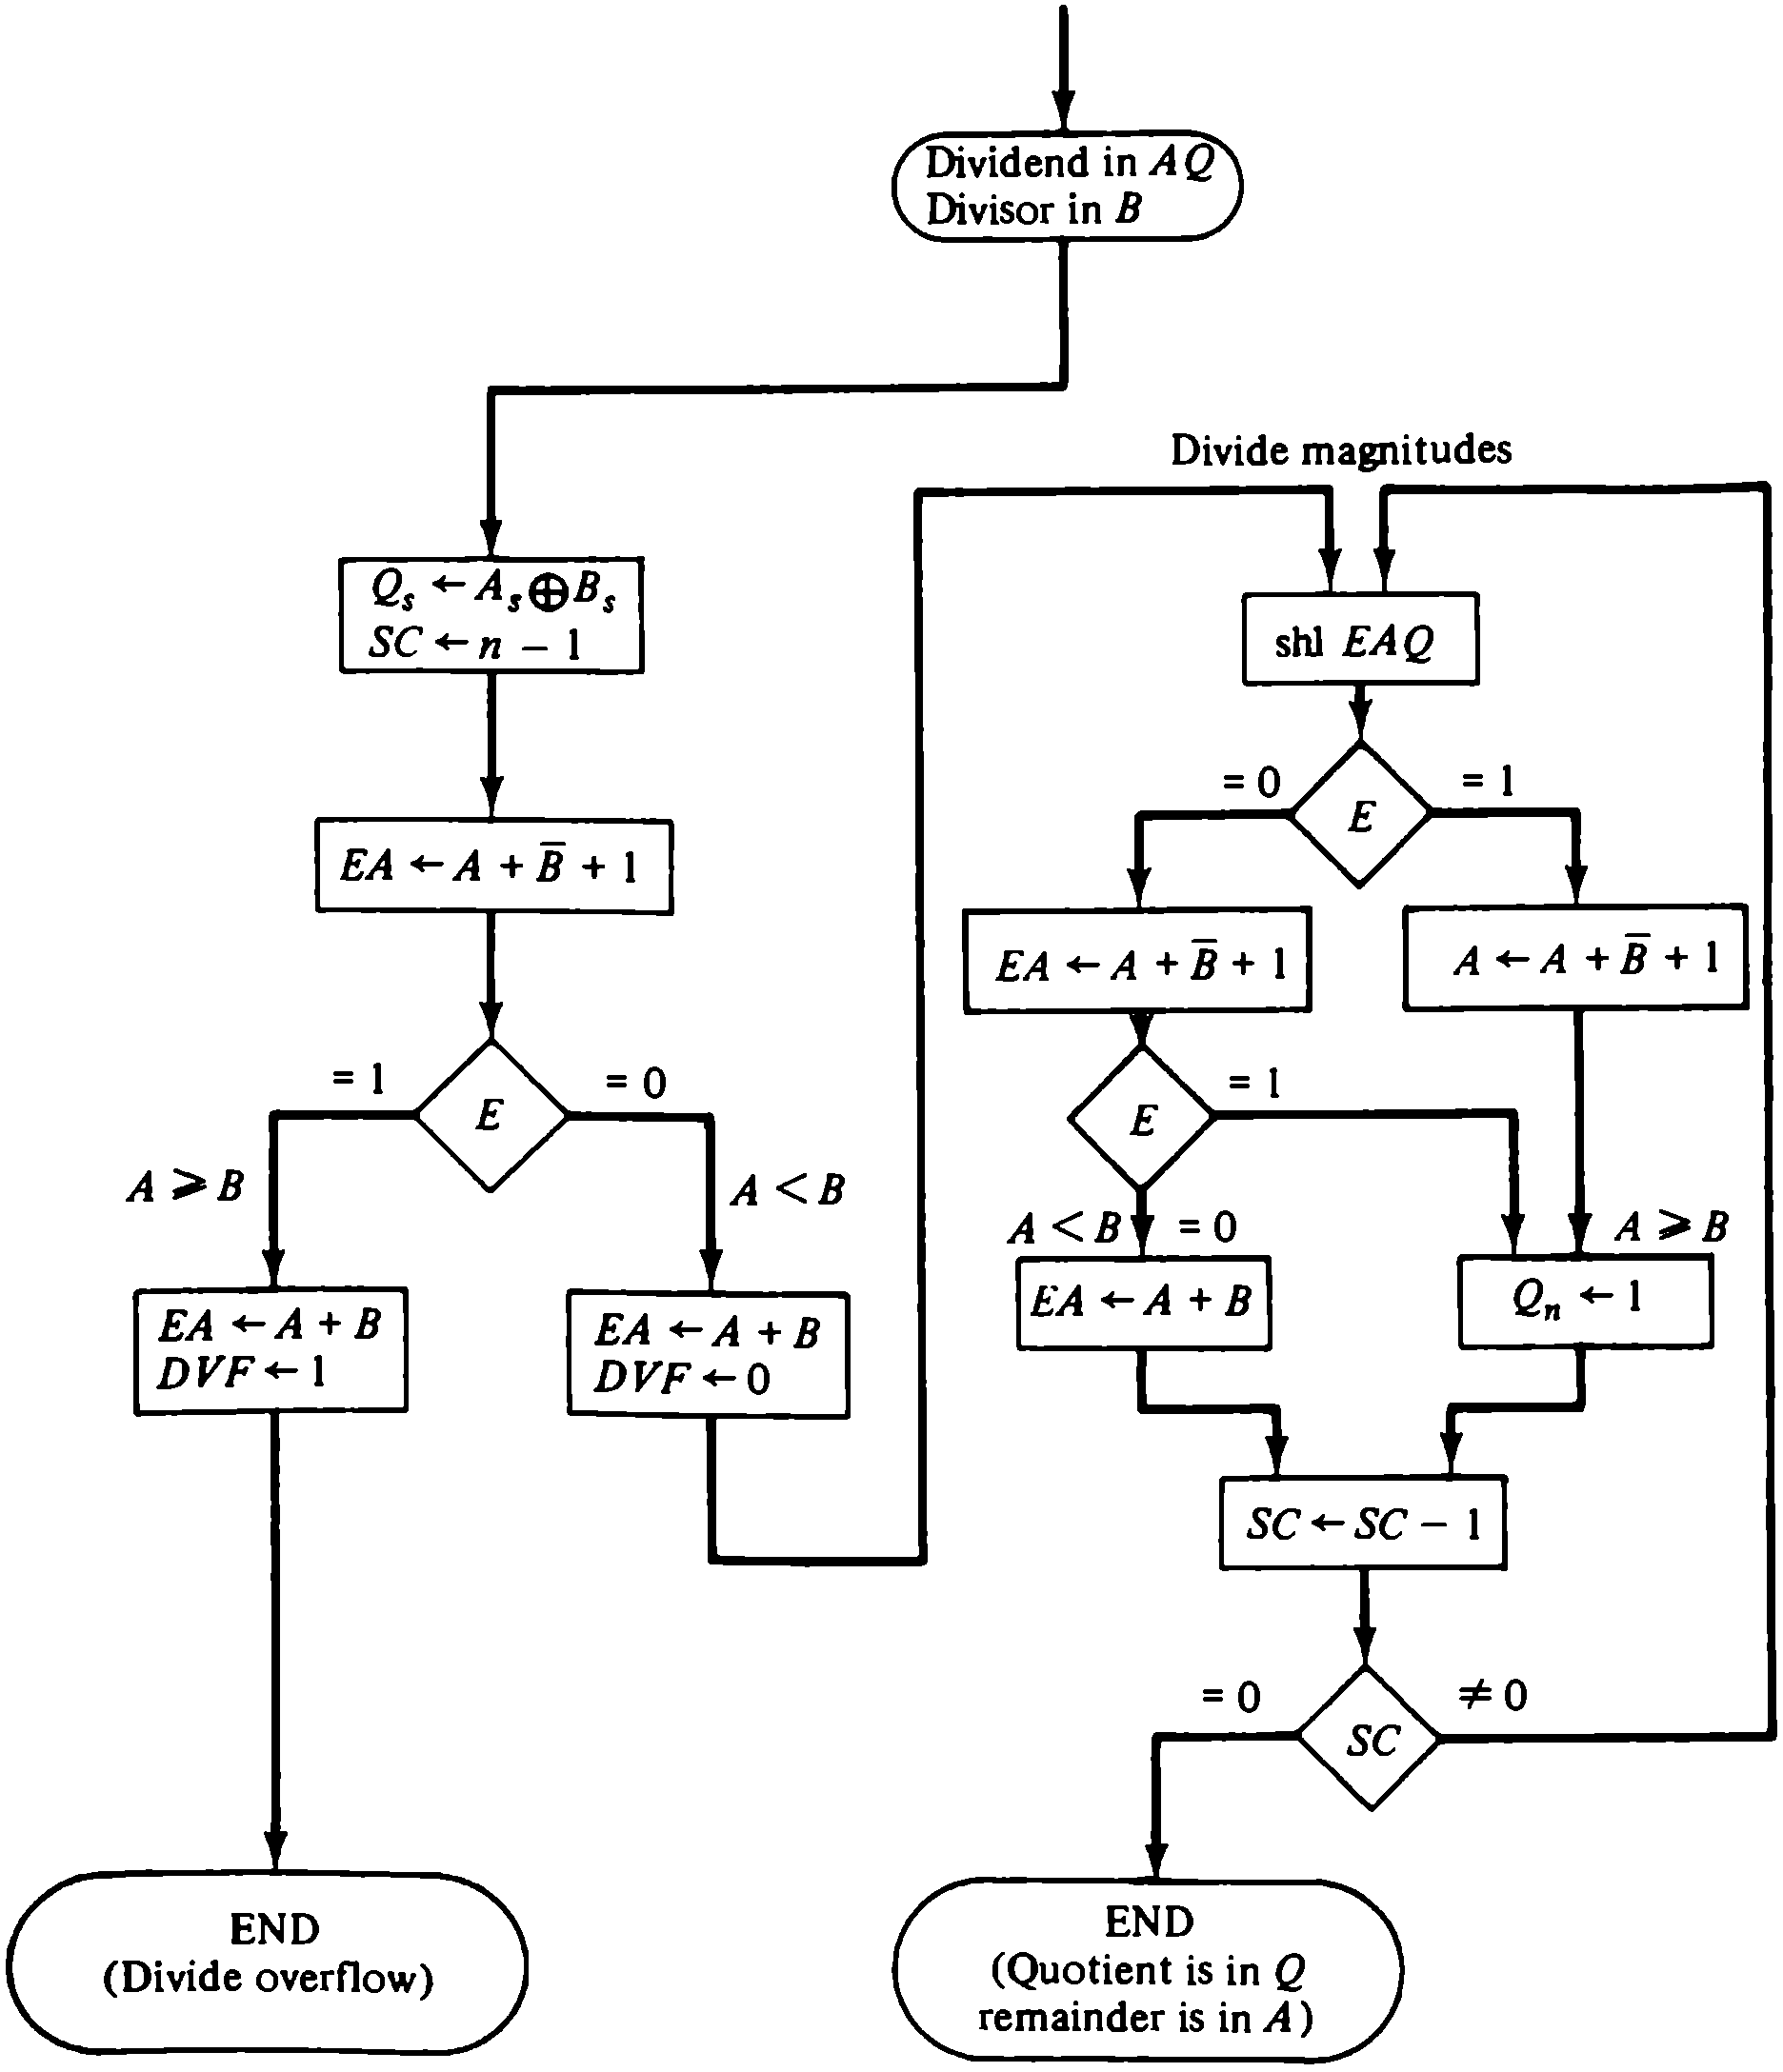 Dividend in AQ
Divisor in B
Qₛ ← Aₛ ⊕ Bₛ
SC ← n − 1
EA ← A + B̅ + 1
E
= 1
= 0
A ⩾ B
A < B
EA ← A + B
DVF ← 1
EA ← A + B
DVF ← 0
END
(Divide overflow)
Divide magnitudes
shl EAQ
E
= 0
= 1
EA ← A + B̅ + 1
A ← A + B̅ + 1
E
= 1
A < B
= 0
A ⩾ B
EA ← A + B
Qₙ ← 1
SC ← SC − 1
SC
= 0
≠ 0
END
(Quotient is in Q
remainder is in A)